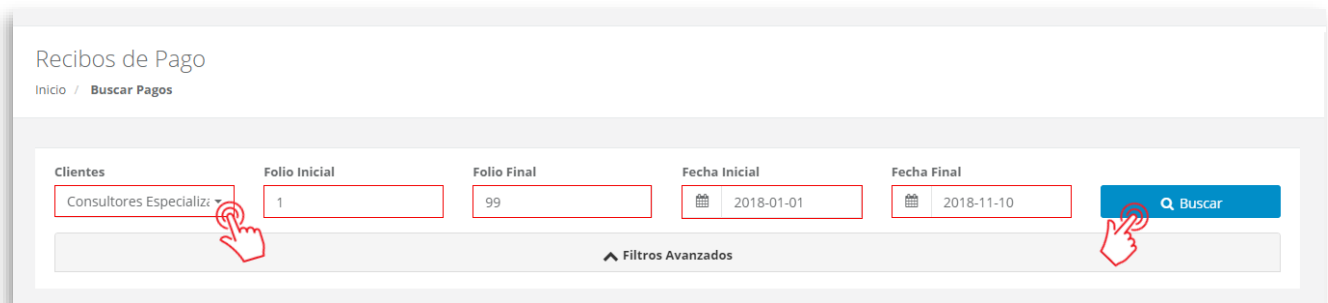 Recibos de Pago
Inicio / Buscar Pagos
Clientes Folio Inicial Folio Final Fecha Inicial Fecha Final
Consultores Especializa 1 99 2018-01-01 2018-11-10 Buscar
Filtros Avanzados